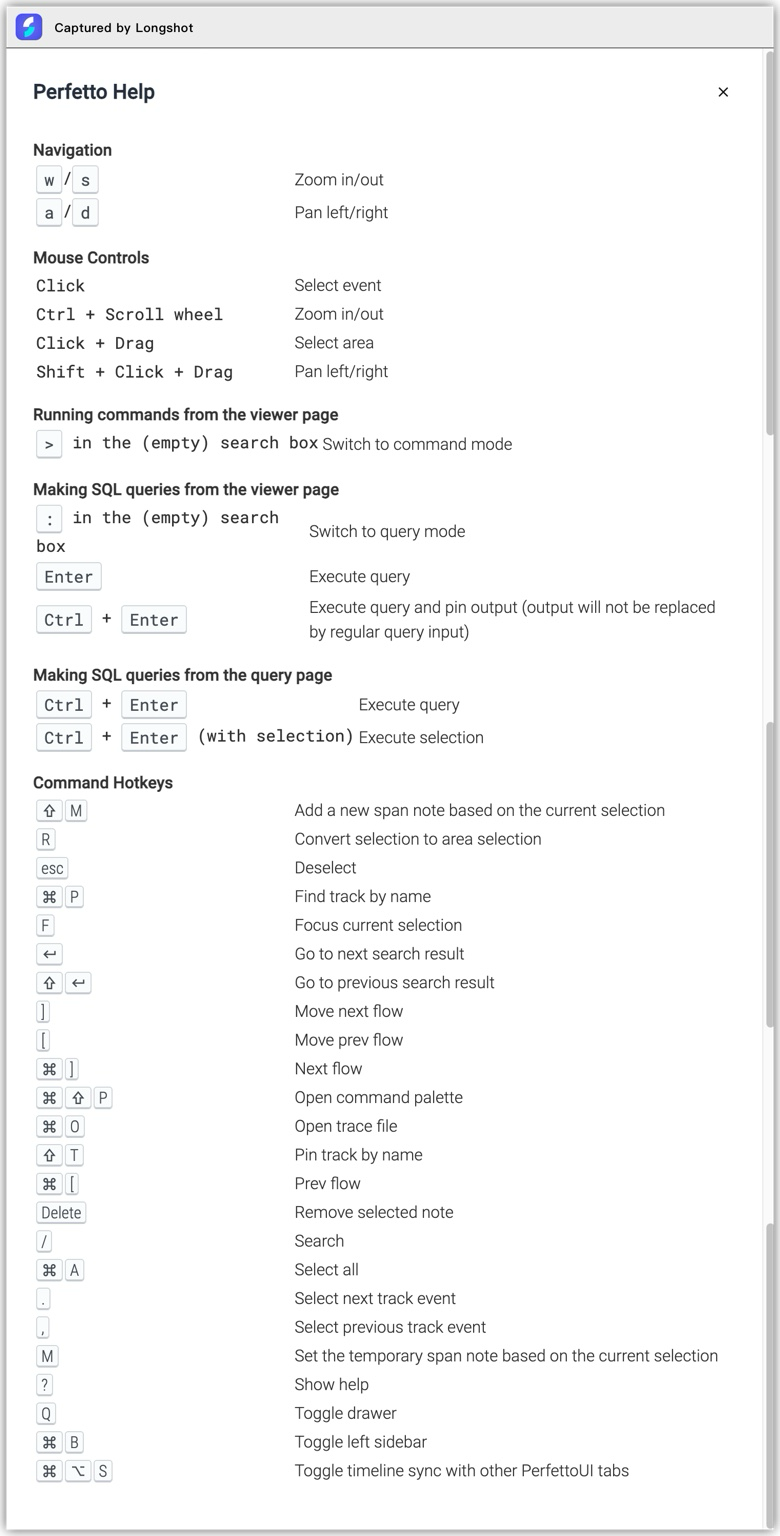 Captured by Longshot
Perfetto Help
×
Navigation
w / s Zoom in/out
a / d Pan left/right
Mouse Controls
Click Select event
Ctrl + Scroll wheel Zoom in/out
Click + Drag Select area
Shift + Click + Drag Pan left/right
Running commands from the viewer page
> in the (empty) search box Switch to command mode
Making SQL queries from the viewer page
: in the (empty) search
box
Switch to query mode
Enter Execute query
Ctrl + Enter
Execute query and pin output (output will not be replaced
by regular query input)
Making SQL queries from the query page
Ctrl + Enter Execute query
Ctrl + Enter (with selection) Execute selection
Command Hotkeys
⇧ M Add a new span note based on the current selection
R Convert selection to area selection
esc Deselect
⌘ P Find track by name
F Focus current selection
↵ Go to next search result
⇧ ↵ Go to previous search result
] Move next flow
[ Move prev flow
⌘ ] Next flow
⌘ ⇧ P Open command palette
⌘ O Open trace file
⇧ T Pin track by name
⌘ [ Prev flow
Delete Remove selected note
/ Search
⌘ A Select all
. Select next track event
, Select previous track event
M Set the temporary span note based on the current selection
? Show help
Q Toggle drawer
⌘ B Toggle left sidebar
⌘ ⌥ S Toggle timeline sync with other PerfettoUI tabs